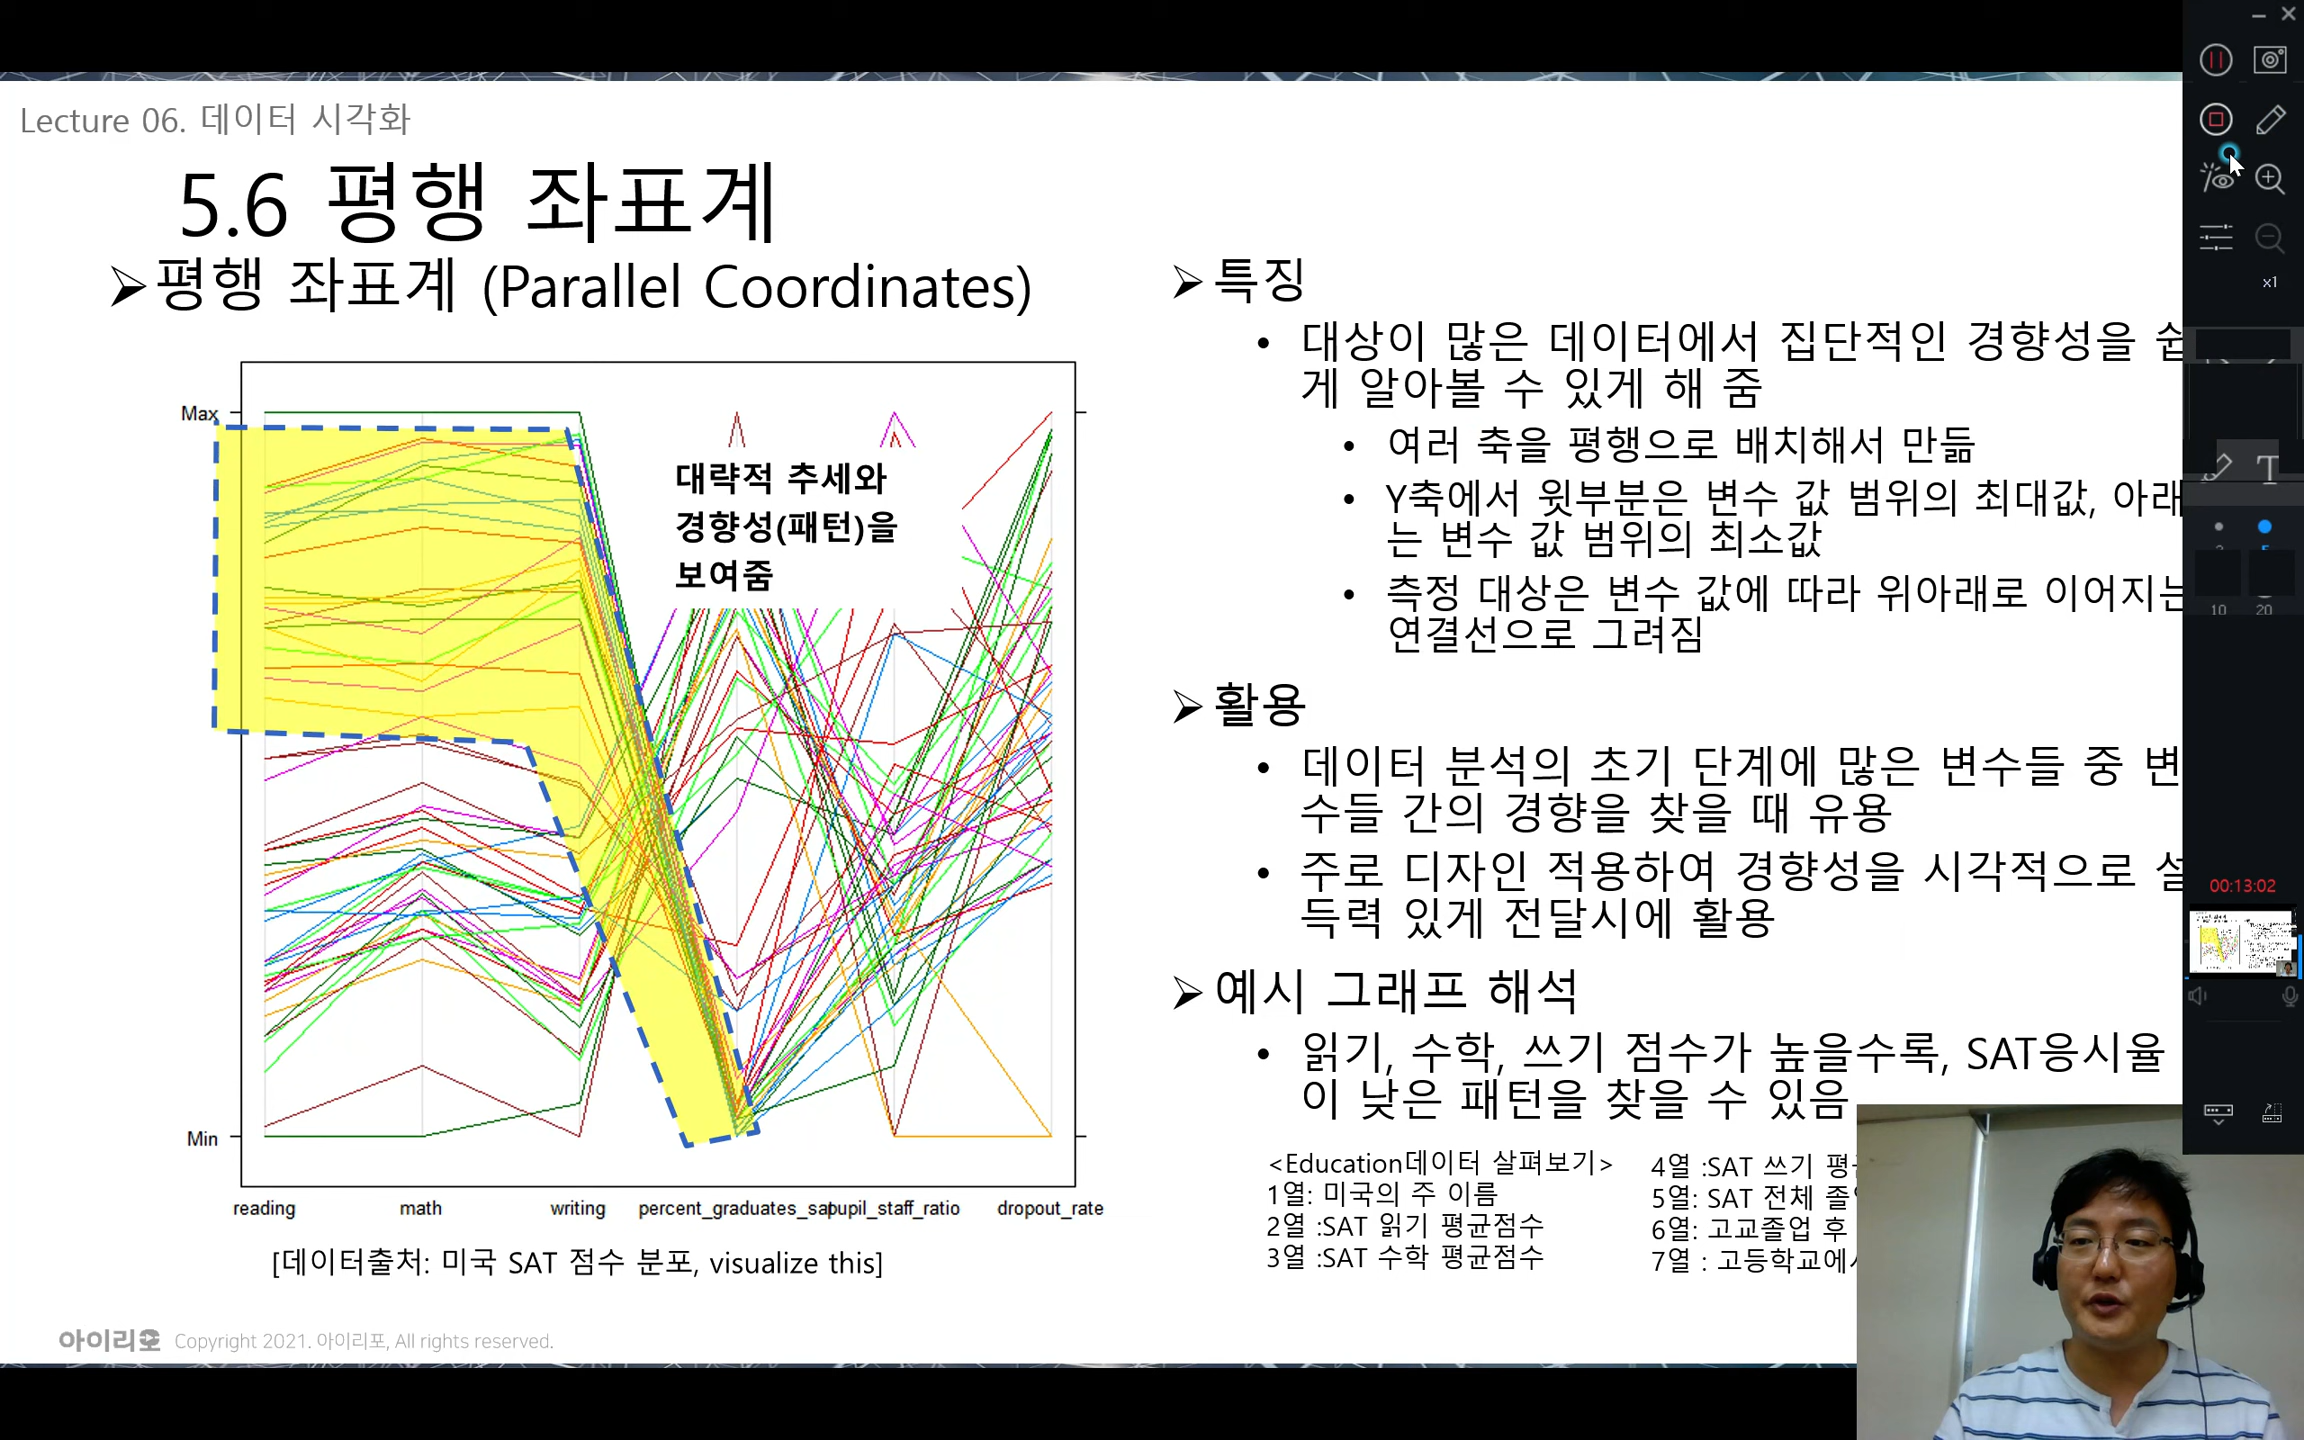 Lecture 06. 데이터 시각화
5.6 평행 좌표계
➢평행 좌표계 (Parallel Coordinates)
Max
대략적 추세와
경향성(패턴)을
보여줌
Min
reading math writing percent_graduates_sat pupil_staff_ratio dropout_rate
[데이터출처: 미국 SAT 점수 분포, visualize this]
➢특징
• 대상이 많은 데이터에서 집단적인 경향성을 쉽
게 알아볼 수 있게 해 줌
• 여러 축을 평행으로 배치해서 만듦
• Y축에서 윗부분은 변수 값 범위의 최대값, 아래
는 변수 값 범위의 최소값
• 측정 대상은 변수 값에 따라 위아래로 이어지는
연결선으로 그려짐
➢활용
• 데이터 분석의 초기 단계에 많은 변수들 중 변
수들 간의 경향을 찾을 때 유용
• 주로 디자인 적용하여 경향성을 시각적으로 설
득력 있게 전달시에 활용
➢예시 그래프 해석
• 읽기, 수학, 쓰기 점수가 높을수록, SAT응시율
이 낮은 패턴을 찾을 수 있음
<Education데이터 살펴보기>
1열: 미국의 주 이름
2열 :SAT 읽기 평균점수
3열 :SAT 수학 평균점수
4열 :SAT 쓰기 평균
5열: SAT 전체 졸
6열: 고교졸업 후
7열 : 고등학교에서
아이리포 Copyright 2021. 아이리포, All rights reserved.
x1
T
10 20
00:13:02